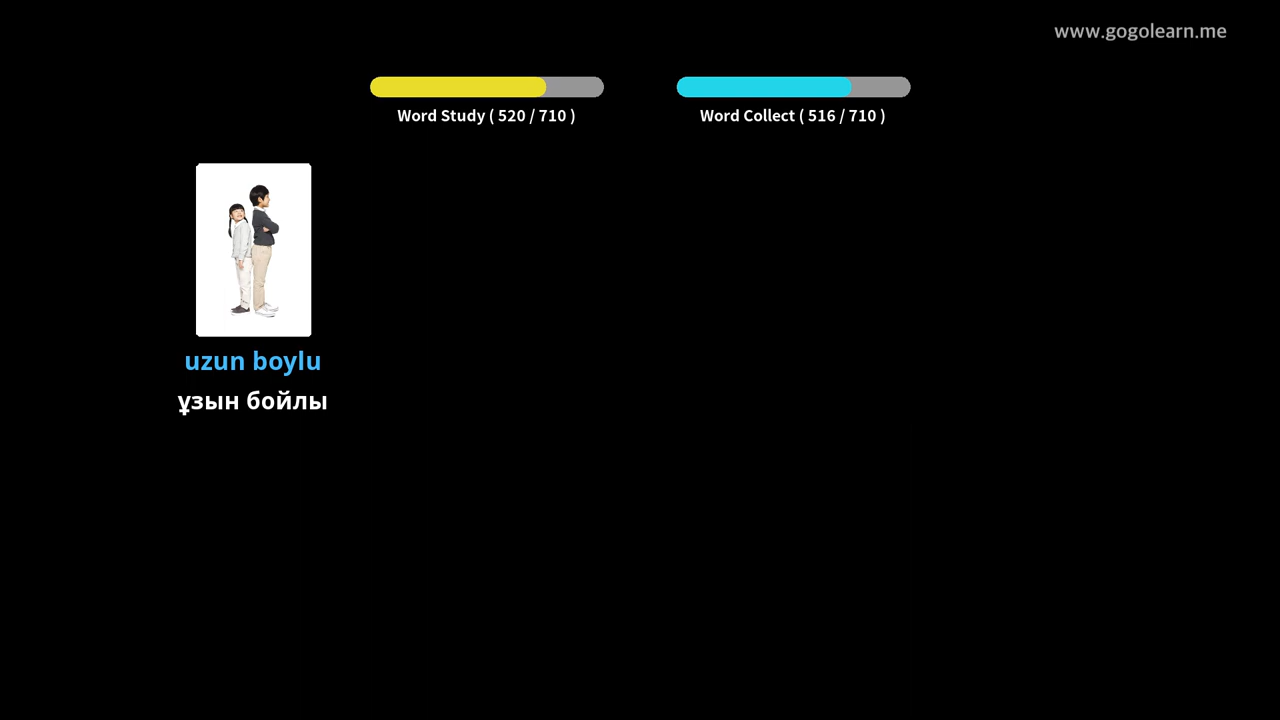 www.gogolearn.me
Word Study ( 520 / 710 )
Word Collect ( 516 / 710 )
uzun boylu
ұзын бойлы